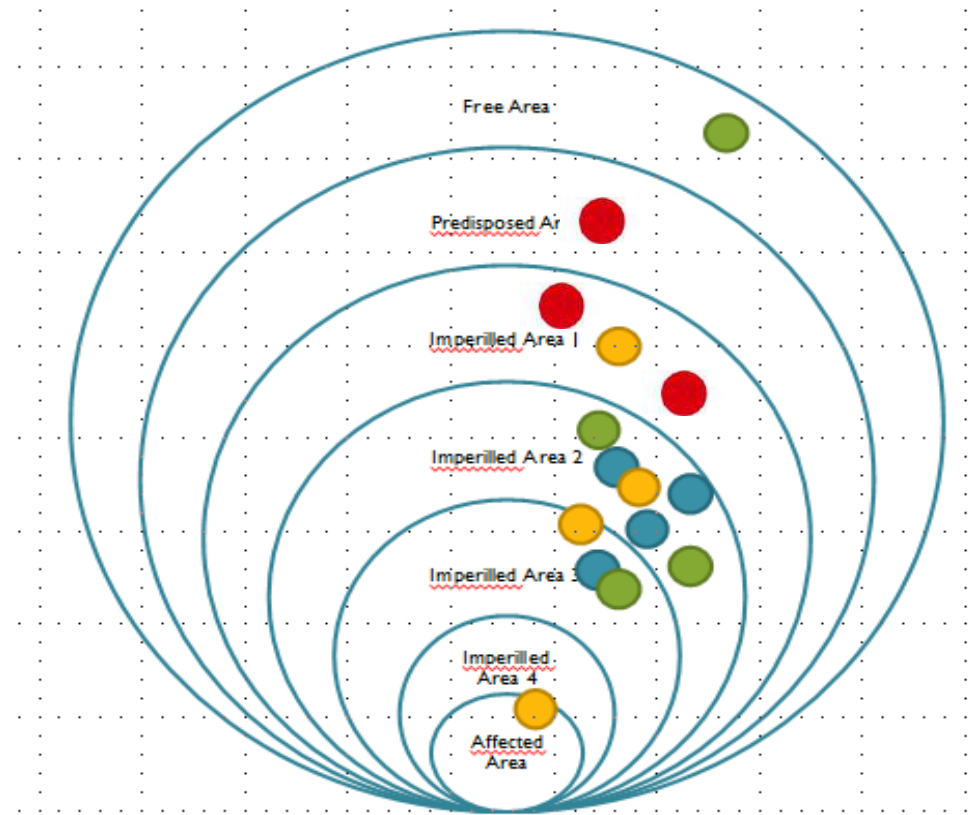 Free Area
Predisposed Ar
Imperilled Area 1
Imperilled Area 2
Imperilled Area 3
Imperilled
Area 4
Affected
Area